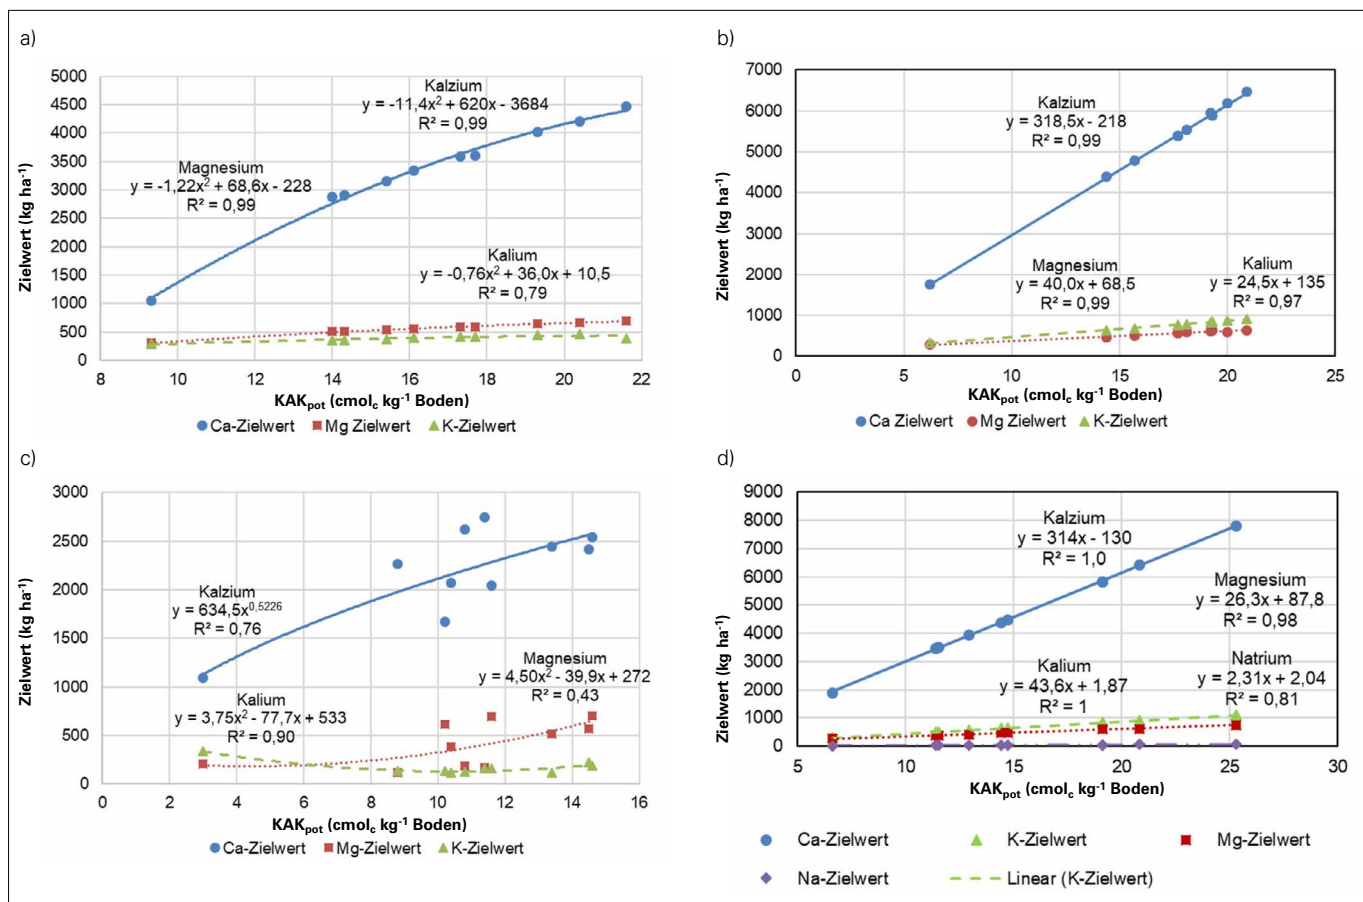 a)
5000
4500
4000
3500
3000
2500
2000
1500
1000
500
0
Zielwert (kg ha⁻¹)
Kalzium
y = -11,4x² + 620x - 3684
R² = 0,99
Magnesium
y = -1,22x² + 68,6x - 228
R² = 0,99
Kalium
y = -0,76x² + 36,0x + 10,5
R² = 0,79
8 10 12 14 16 18 20 22
KAKpot (cmolc kg⁻¹ Boden)
Ca-Zielwert Mg Zielwert K-Zielwert
b)
7000
6000
5000
4000
3000
2000
1000
0
Zielwert (kg ha⁻¹)
Kalzium
y = 318,5x - 218
R² = 0,99
Magnesium
y = 40,0x + 68,5
R² = 0,99
Kalium
y = 24,5x + 135
R² = 0,97
0 5 10 15 20 25
KAKpot (cmolc kg⁻¹ Boden)
Ca Zielwert Mg Zielwert K-Zielwert
c)
3000
2500
2000
1500
1000
500
0
Zielwert (kg ha⁻¹)
Kalzium
y = 634,5x⁰,⁵²²⁶
R² = 0,76
Magnesium
y = 4,50x² - 39,9x + 272
R² = 0,43
Kalium
y = 3,75x² - 77,7x + 533
R² = 0,90
0 2 4 6 8 10 12 14 16
KAKpot (cmolc kg⁻¹ Boden)
Ca-Zielwert Mg-Zielwert K-Zielwert
d)
9000
8000
7000
6000
5000
4000
3000
2000
1000
0
Zielwert (kg ha⁻¹)
Kalzium
y = 314x - 130
R² = 1,0
Magnesium
y = 26,3x + 87,8
R² = 0,98
Kalium
y = 43,6x + 1,87
R² = 1
Natrium
y = 2,31x + 2,04
R² = 0,81
5 10 15 20 25 30
KAKpot (cmolc kg⁻¹ Boden)
Ca-Zielwert K-Zielwert Mg-Zielwert
Na-Zielwert Linear (K-Zielwert)